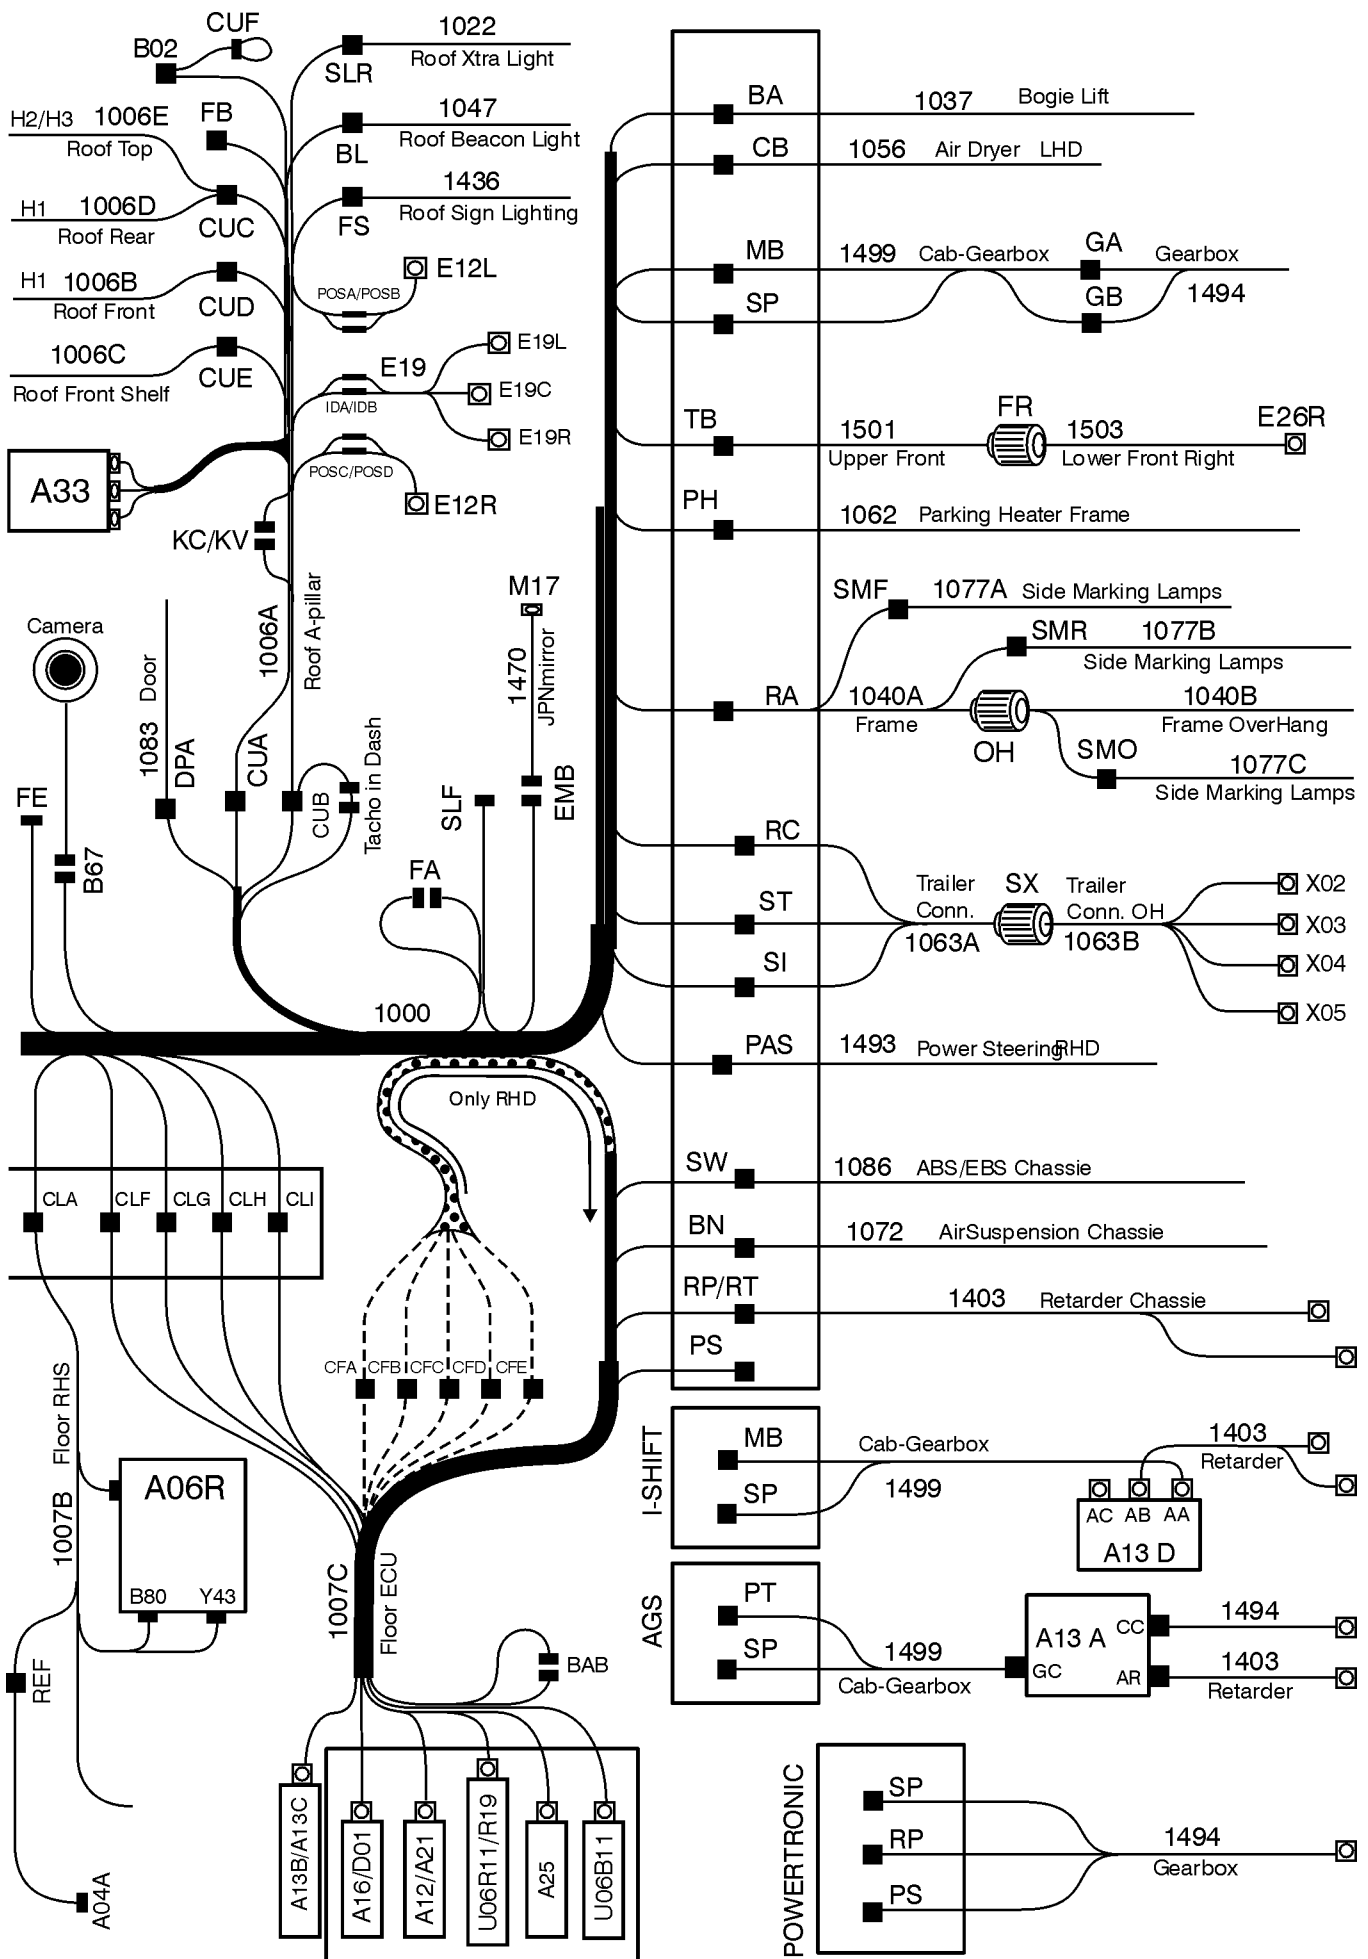 CUF
B02
SLR
1022
Roof Xtra Light
H2/H3 1006E
Roof Top
FB
BL
1047
Roof Beacon Light
H1 1006D
Roof Rear
CUC
FS
1436
Roof Sign Lighting
H1 1006B
Roof Front
CUD
POSA/POSB
E12L
1006C
Roof Front Shelf
CUE
E19
IDA/IDB
E19L
E19C
E19R
POSC/POSD
E12R
A33
KC/KV
1006A
Roof A-pillar
M17
1470
JPNmirror
EMB
Camera
1083 Door
DPA
CUA
CUB
Tacho in Dash
SLF
FE
B67
FA
1000
BA
1037
Bogie Lift
CB
1056
Air Dryer LHD
MB
1499
Cab-Gearbox
GA
Gearbox
SP
GB
1494
TB
1501
Upper Front
FR
1503
Lower Front Right
E26R
PH
1062
Parking Heater Frame
SMF
1077A
Side Marking Lamps
SMR
1077B
Side Marking Lamps
RA
1040A
Frame
OH
1040B
Frame OverHang
SMO
1077C
Side Marking Lamps
RC
ST
SI
Trailer
Conn.
1063A
SX
Trailer
Conn. OH
1063B
X02
X03
X04
X05
PAS
1493
Power SteeringRHD
Only RHD
SW
1086
ABS/EBS Chassie
BN
1072
AirSuspension Chassie
RP/RT
1403
Retarder Chassie
PS
CLA
CLF
CLG
CLH
CLI
CFA
CFB
CFC
CFD
CFE
Floor RHS
1007B
A06R
B80
Y43
REF
A04A
1007C
Floor ECU
BAB
A13B/A13C
A16/D01
A12/A21
U06R11/R19
A25
U06B11
I-SHIFT
MB
SP
Cab-Gearbox
1499
1403
Retarder
AC AB AA
A13 D
AGS
PT
SP
1499
Cab-Gearbox
A13 A
CC
GC
AR
1494
1403
Retarder
POWERTRONIC
SP
RP
PS
1494
Gearbox